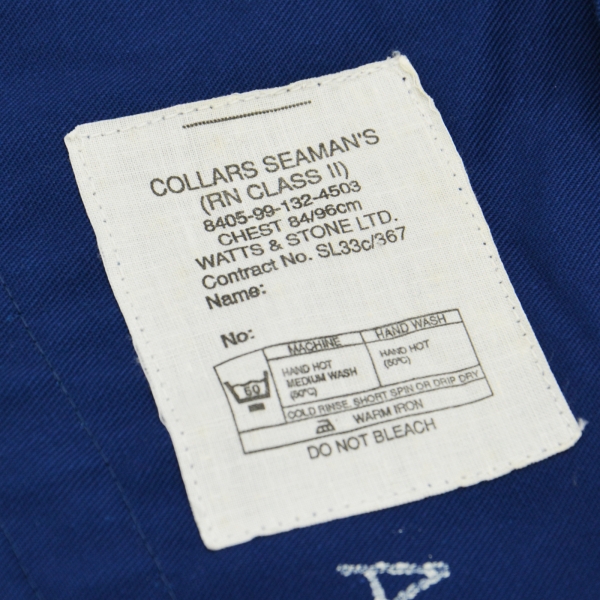 COLLARS SEAMAN'S
(RN CLASS II)
8405-99-132-4503
CHEST 84/96cm
WATTS & STONE LTD.
Contract No. SL33c/367
Name:
No:
MACHINE HAND WASH
50
HAND HOT
MEDIUM WASH
(50°C)
HAND HOT
(50°C)
COLD RINSE. SHORT SPIN OR DRIP DRY
WARM IRON
DO NOT BLEACH